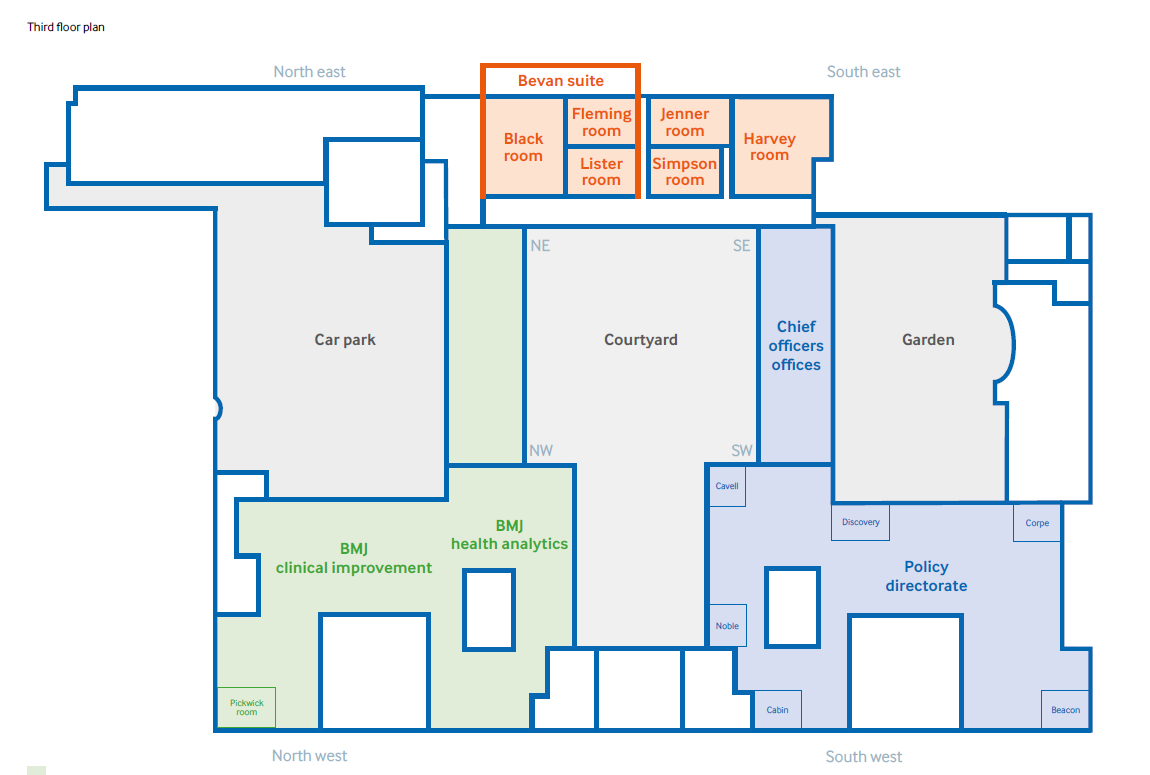 Third floor plan
North east
South east
Bevan suite
Black
room
Fleming
room
Lister
room
Jenner
room
Simpson
room
Harvey
room
NE
SE
Car park
Courtyard
Chief
officers
offices
Garden
NW
SW
Cavell
Discovery
Corpe
BMJ
clinical improvement
BMJ
health analytics
Policy
directorate
Noble
Pickwick
room
Cabin
Beacon
North west
South west